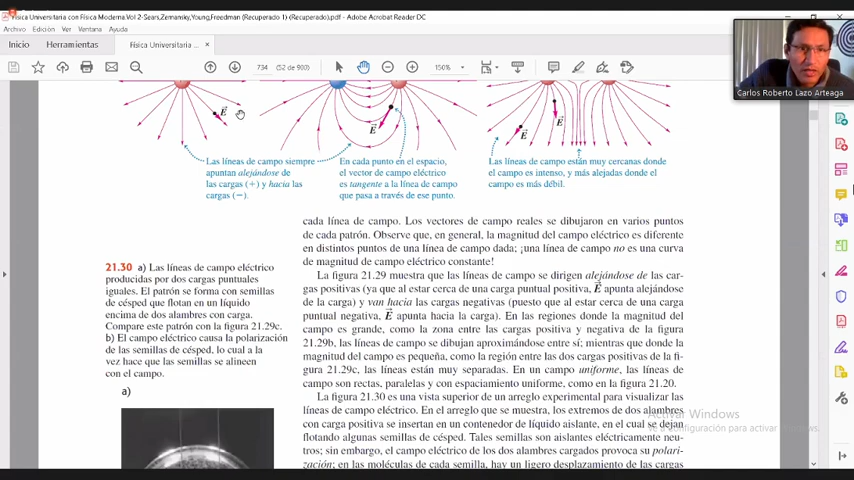 Física Universitaria con Física Moderna.Vol 2-Sears,Zemansky,Young,Freedman (Recuperado 1) (Recuperado).pdf - Adobe Acrobat Reader DC
Archivo Edición Ver Ventana Ayuda
Inicio Herramientas Física Universitaria ... ×
734 (52 de 900) 150%
Carlos Roberto Lazo Arteaga
E
E
E
E
Las líneas de campo siempre
apuntan alejándose de
las cargas (+) y hacia las
cargas (−).
En cada punto en el espacio,
el vector de campo eléctrico
es tangente a la línea de campo
que pasa a través de ese punto.
Las líneas de campo están muy cercanas donde
el campo es intenso, y más alejadas donde el
campo es más débil.
cada línea de campo. Los vectores de campo reales se dibujaron en varios puntos
de cada patrón. Observe que, en general, la magnitud del campo eléctrico es diferente
en distintos puntos de una línea de campo dada; ¡una línea de campo no es una curva
de magnitud de campo eléctrico constante!
La figura 21.29 muestra que las líneas de campo se dirigen alejándose de las car-
gas positivas (ya que al estar cerca de una carga puntual positiva, E apunta alejándose
de la carga) y van hacia las cargas negativas (puesto que al estar cerca de una carga
puntual negativa, E apunta hacia la carga). En las regiones donde la magnitud del
campo es grande, como la zona entre las cargas positiva y negativa de la figura
21.29b, las líneas de campo se dibujan aproximándose entre sí; mientras que donde la
magnitud del campo es pequeña, como la región entre las dos cargas positivas de la fi-
gura 21.29c, las líneas están muy separadas. En un campo uniforme, las líneas de
campo son rectas, paralelas y con espaciamiento uniforme, como en la figura 21.20.
La figura 21.30 es una vista superior de un arreglo experimental para visualizar las
líneas de campo eléctrico. En el arreglo que se muestra, los extremos de dos alambres
con carga positiva se insertan en un contenedor de líquido aislante, en el cual se dejan
flotando algunas semillas de césped. Tales semillas son aislantes eléctricamente neu-
tros; sin embargo, el campo eléctrico de los dos alambres cargados provoca su polari-
zación; en las moléculas de cada semilla, hay un ligero desplazamiento de las cargas
21.30 a) Las líneas de campo eléctrico
producidas por dos cargas puntuales
iguales. El patrón se forma con semillas
de césped que flotan en un líquido
encima de dos alambres con carga.
Compare este patrón con la figura 21.29c.
b) El campo eléctrico causa la polarización
de las semillas de césped, lo cual a la
vez hace que las semillas se alineen
con el campo.
a)
Activar Windows
Ve a Configuración para activar Windows.